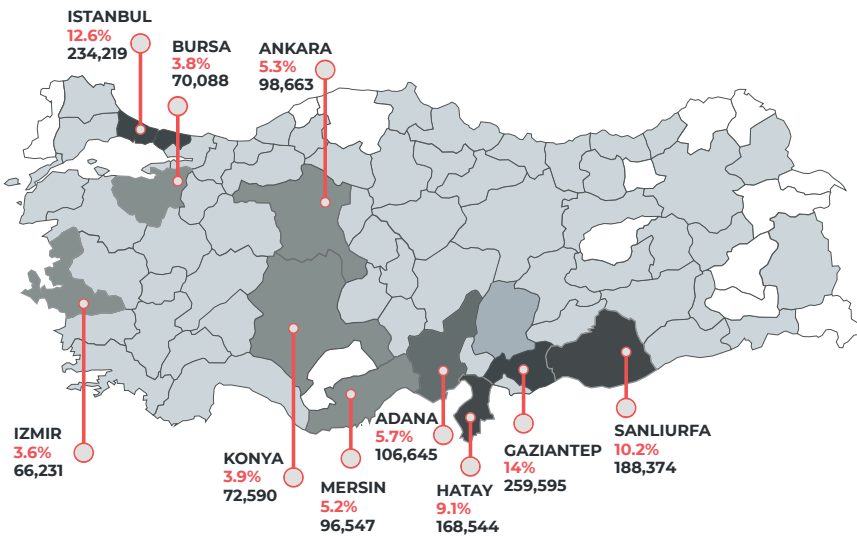 ISTANBUL
12.6%
234,219
BURSA
3.8%
70,088
ANKARA
5.3%
98,663
IZMIR
3.6%
66,231
KONYA
3.9%
72,590
MERSIN
5.2%
96,547
ADANA
5.7%
106,645
HATAY
9.1%
168,544
GAZIANTEP
14%
259,595
SANLIURFA
10.2%
188,374